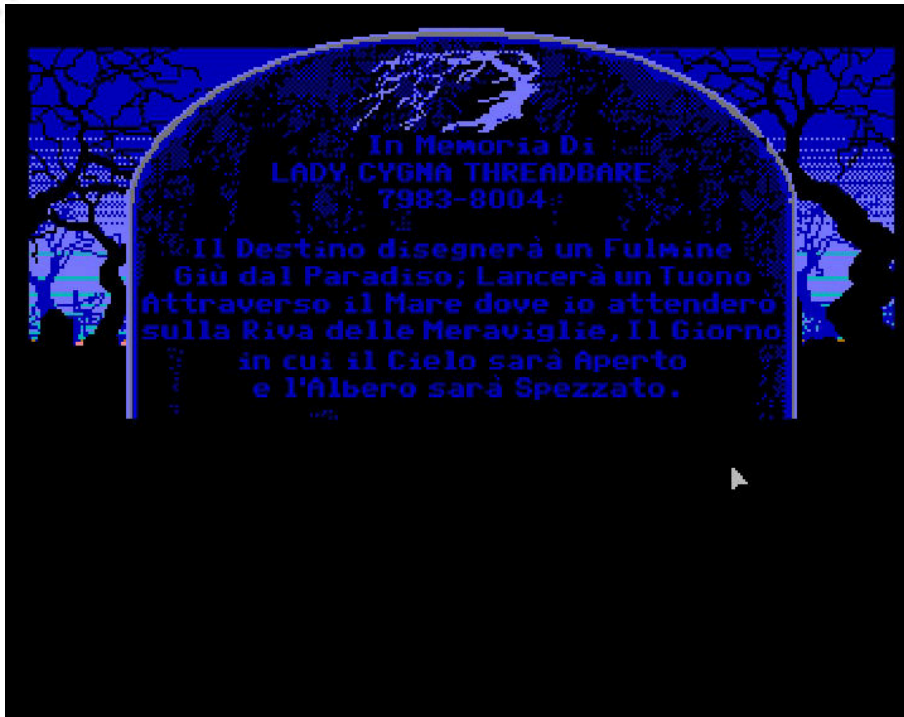 In Memoria Di
LADY CYGNA THREADBARE
7983-8004
Il Destino disegnerà un Fulmine
Giù dal Paradiso; Lancerà un Tuono
Attraverso il Mare dove io attenderò
sulla Riva delle Meraviglie, Il Giorno
in cui il Cielo sarà Aperto
e l'Albero sarà Spezzato.